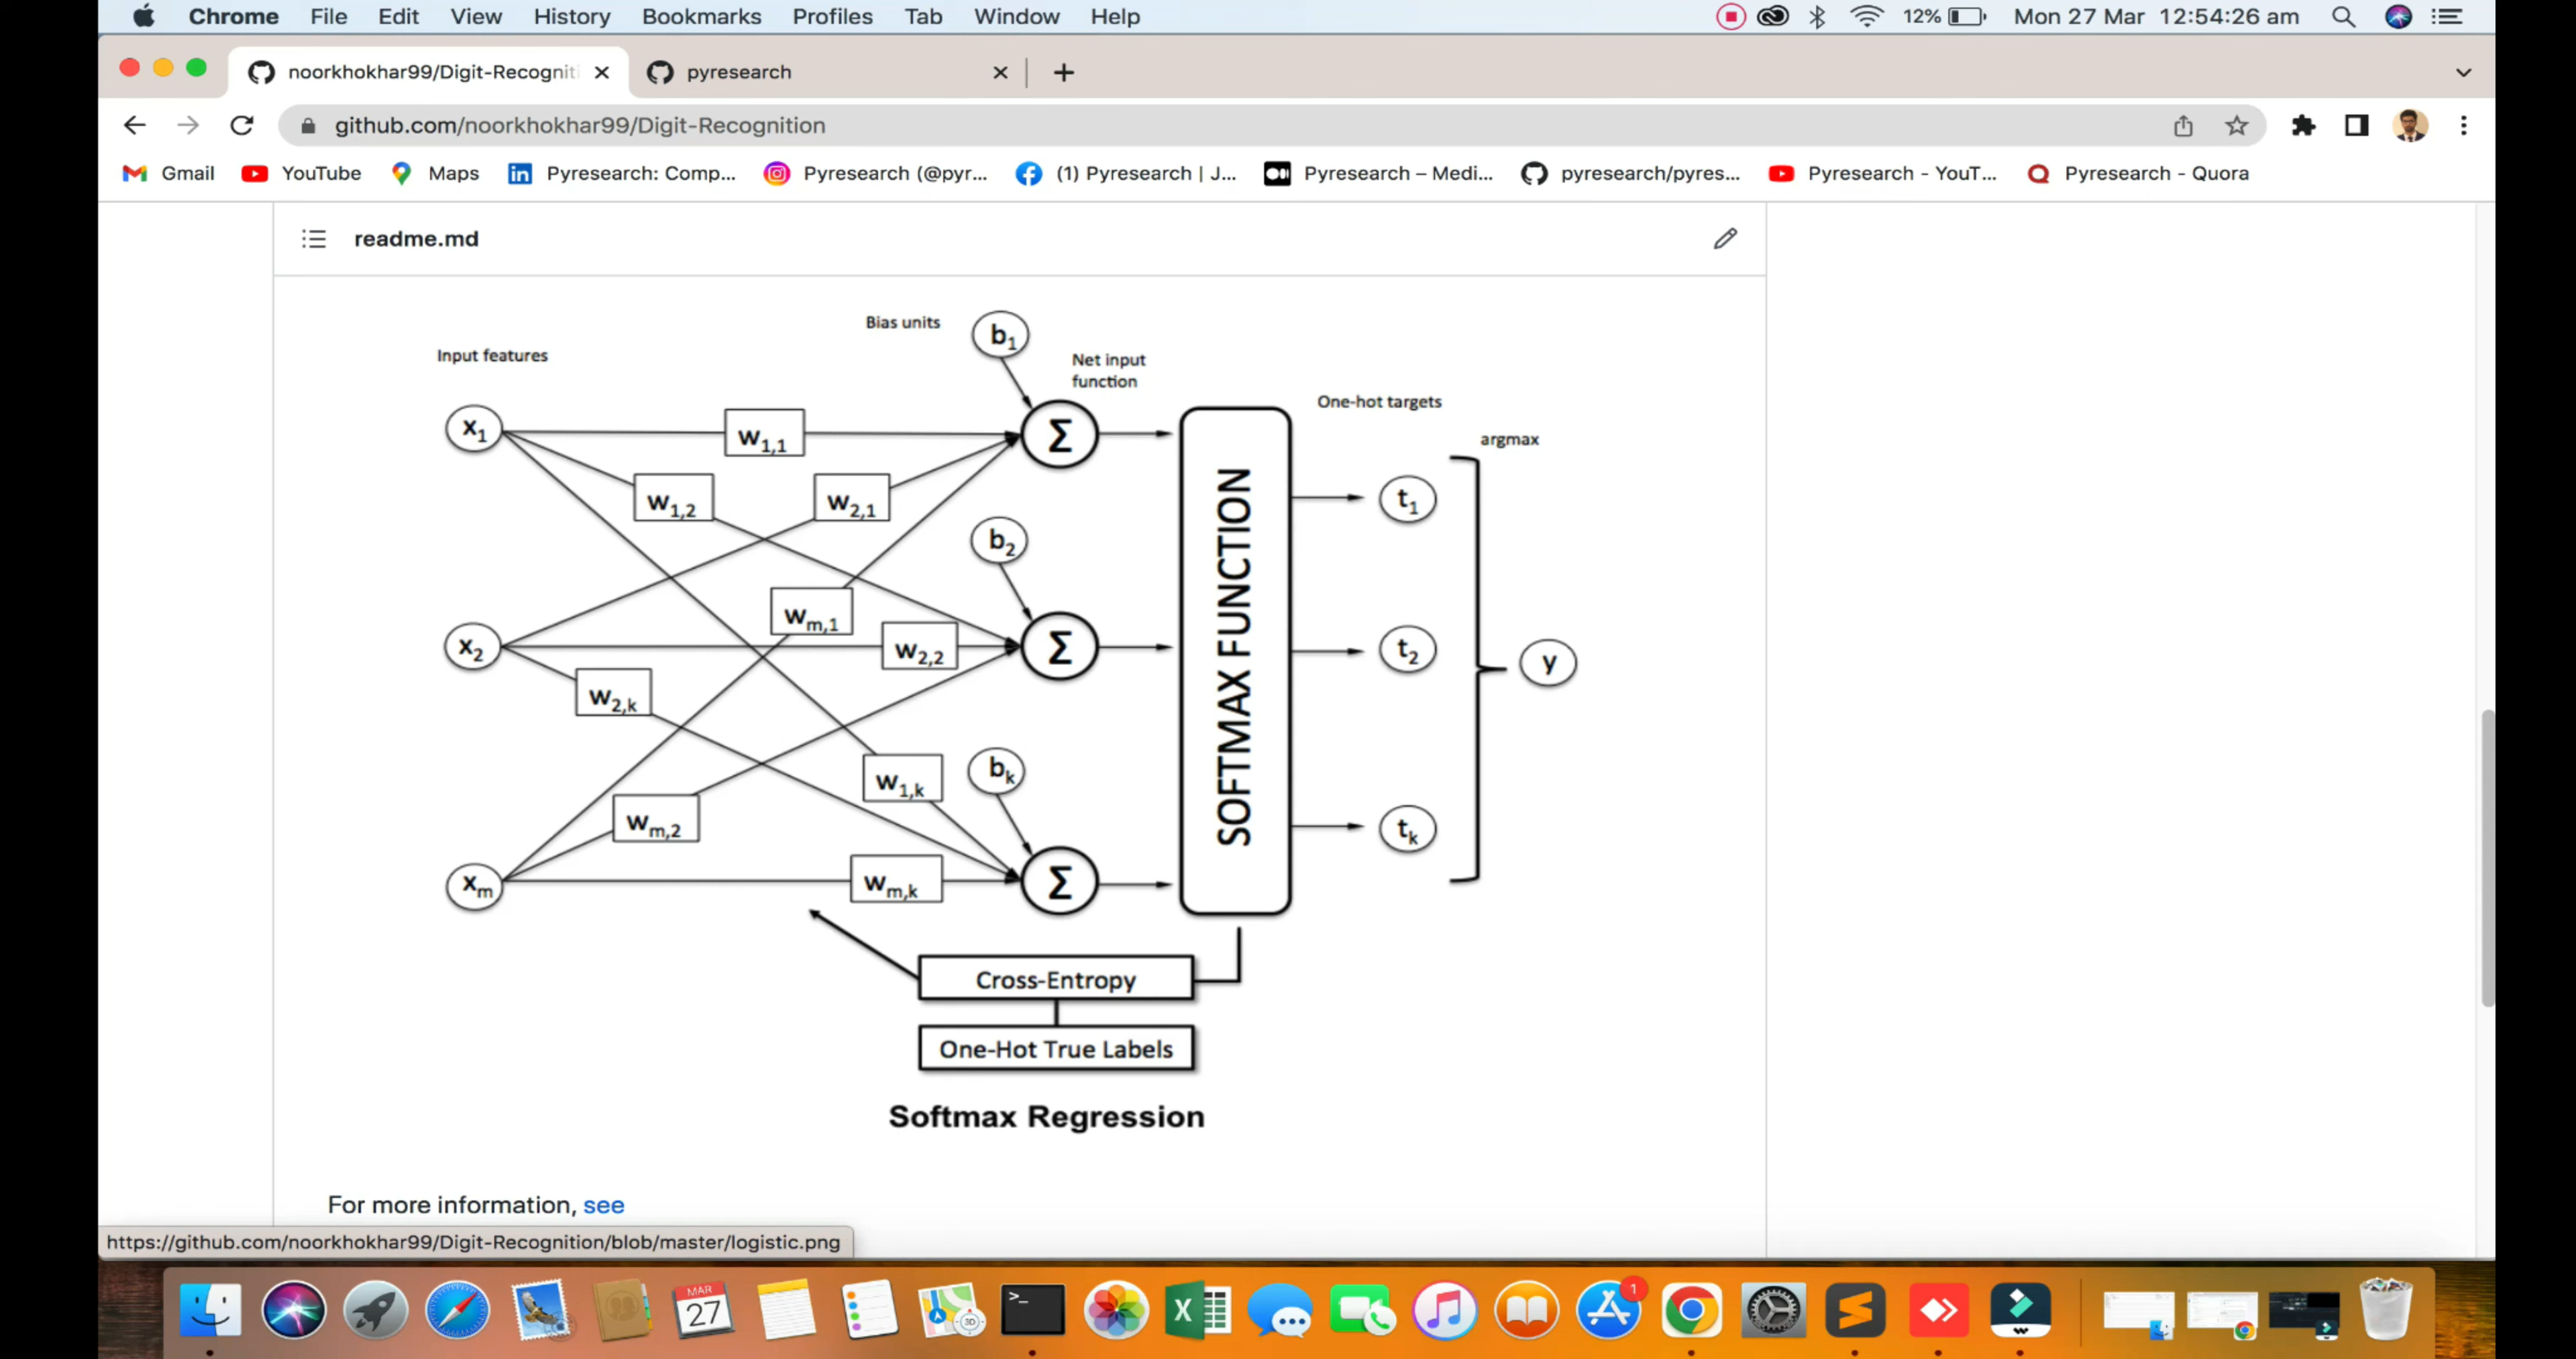 Chrome File Edit View History Bookmarks Profiles Tab Window Help 12% Mon 27 Mar 12:54:26 am
noorkhokhar99/Digit-Recogniti pyresearch
github.com/noorkhokhar99/Digit-Recognition
Gmail YouTube Maps Pyresearch: Comp... Pyresearch (@pyr... (1) Pyresearch | J... Pyresearch – Medi... pyresearch/pyres... Pyresearch - YouT... Pyresearch - Quora
readme.md
Bias units
b1
Input features
Net input
function
One-hot targets
argmax
x1
w1,1
Σ
w1,2
w2,1
t1
b2
SOFTMAX FUNCTION
wm,1
x2
w2,2
Σ
t2
y
w2,k
w1,k
bk
wm,2
tk
xm
wm,k
Σ
Cross-Entropy
One-Hot True Labels
Softmax Regression
For more information, see
https://github.com/noorkhokhar99/Digit-Recognition/blob/master/logistic.png
MAR
27
3D
>_
X
1